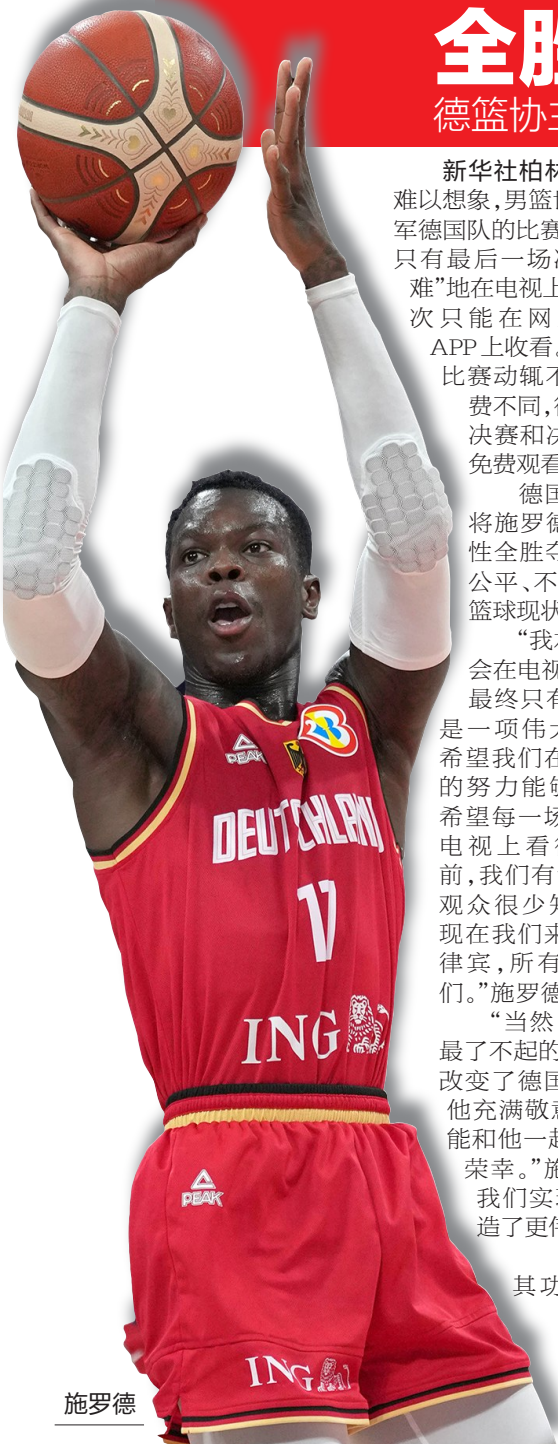 全胜
德篮协主
新华社柏林
难以想象,男篮世
军德国队的比赛
只有最后一场决
难”地在电视上
次只能在网
APP上收看。
比赛动辄不
费不同,德
决赛和决
免费观看
德国
将施罗德
性全胜夺
公平、不
篮球现状
“我
会在电视
最终只有
是一项伟大
希望我们在
的努力能够
希望每一场
电视上看
前,我们有
观众很少知
现在我们来
律宾,所有
们。”施罗德
“当然
最了不起的
改变了德国
他充满敬意
能和他一起
荣幸。”施
我们实现
造了更伟
其功
PEAK
DEUTSCHLAND
17
ING
PEAK
ING
施罗德